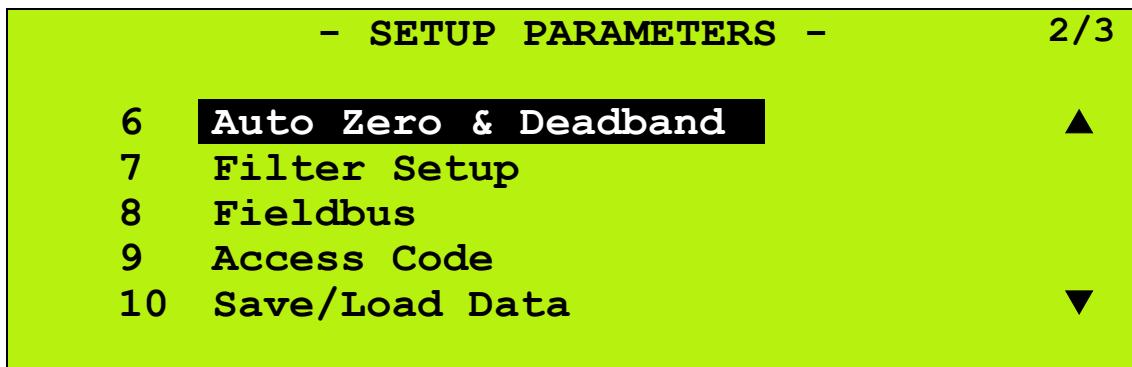 - SETUP PARAMETERS - 2/3
6 Auto Zero & Deadband ▲
7 Filter Setup
8 Fieldbus
9 Access Code
10 Save/Load Data ▼